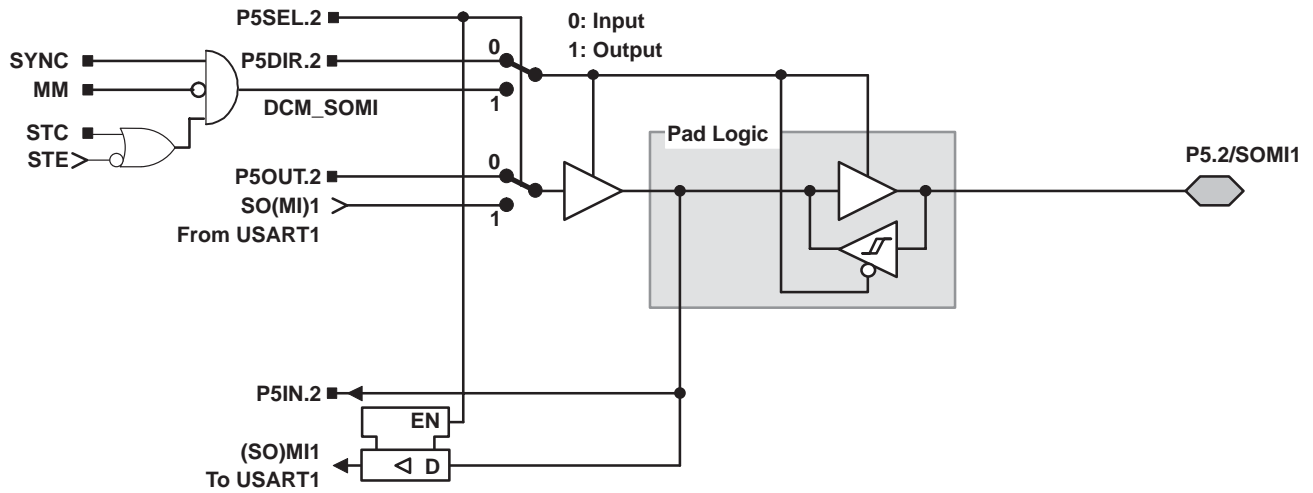 P5SEL.2
0: Input
1: Output
SYNC
P5DIR.2
0
MM
DCM_SOMI
1
STC
STE
Pad Logic
P5.2/SOMI1
P5OUT.2
0
SO(MI)1
1
From USART1
P5IN.2
EN
(SO)MI1
D
To USART1